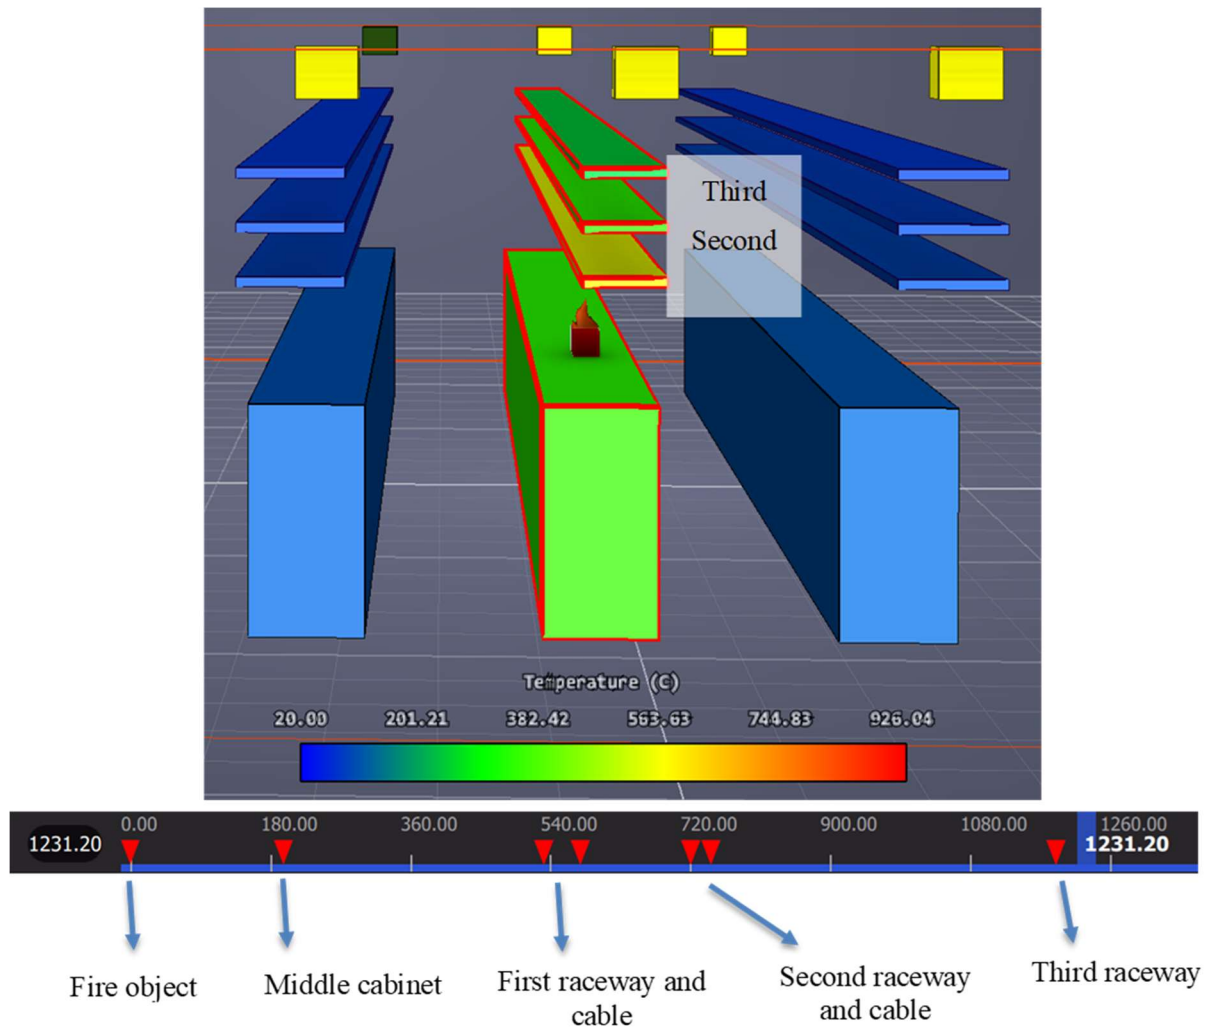 Third
Second
Temperature (C)
20.00 201.21 382.42 563.63 744.83 926.04
1231.20 0.00 180.00 360.00 540.00 720.00 900.00 1080.00 1260.00
1231.20
Fire object Middle cabinet First raceway and cable Second raceway and cable Third raceway